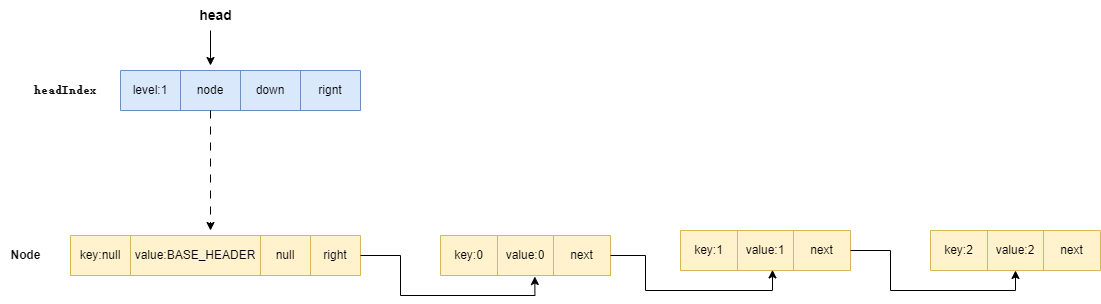 head
headIndex level:1 node down rignt
Node key:null value:BASE_HEADER null right key:0 value:0 next key:1 value:1 next key:2 value:2 next